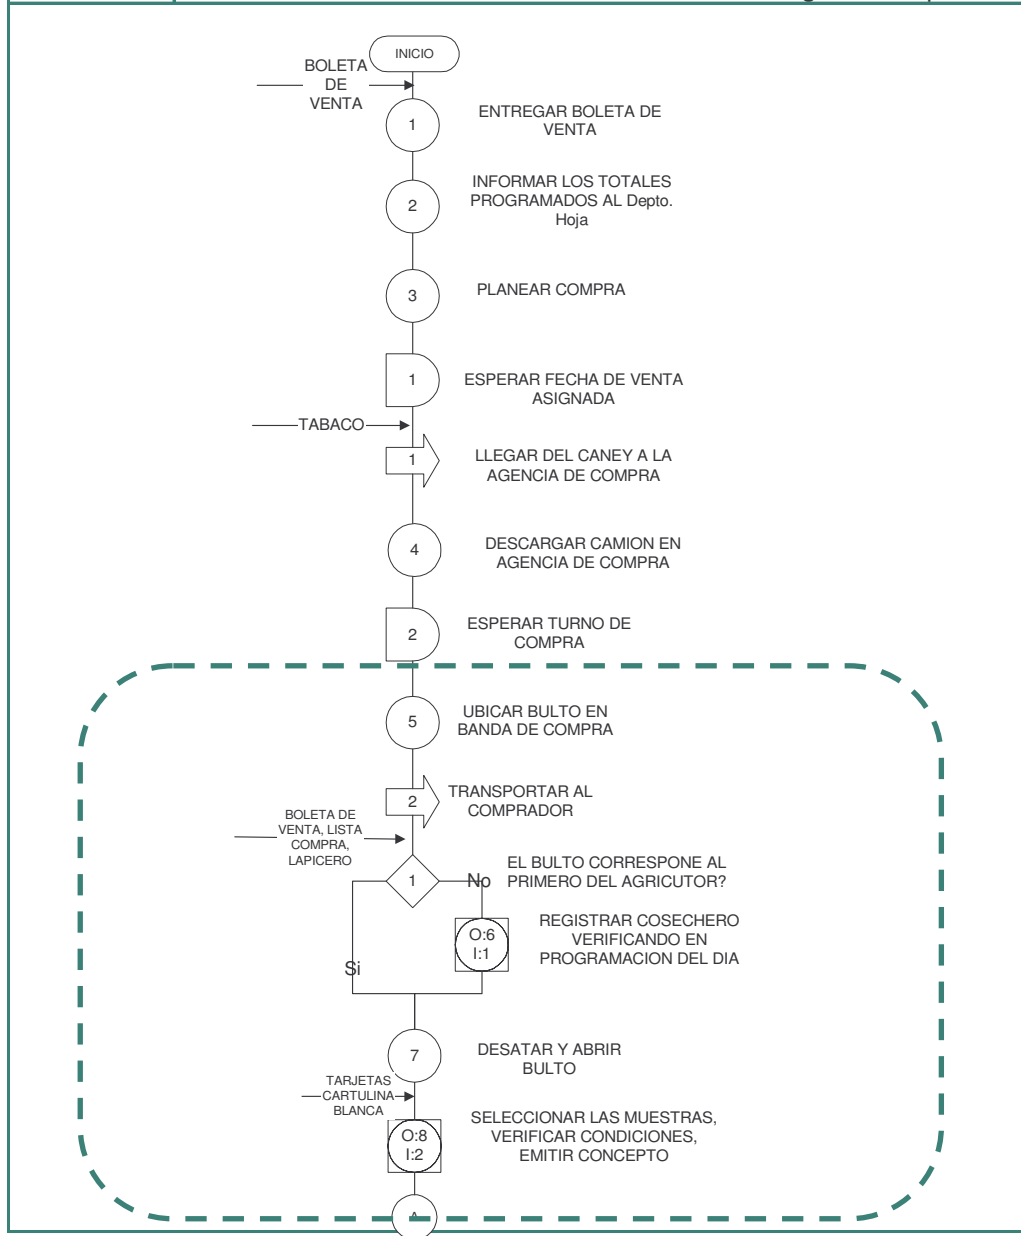 INICIO
BOLETA
DE
VENTA
1
ENTREGAR BOLETA DE
VENTA
2
INFORMAR LOS TOTALES
PROGRAMADOS AL Depto.
Hoja
3
PLANEAR COMPRA
1
ESPERAR FECHA DE VENTA
ASIGNADA
TABACO
1
LLEGAR DEL CANEY A LA
AGENCIA DE COMPRA
4
DESCARGAR CAMION EN
AGENCIA DE COMPRA
2
ESPERAR TURNO DE
COMPRA
5
UBICAR BULTO EN
BANDA DE COMPRA
2
TRANSPORTAR AL
COMPRADOR
BOLETA DE
VENTA, LISTA
COMPRA,
LAPICERO
1
No
EL BULTO CORRESPONE AL
PRIMERO DEL AGRICUTOR?
Si
O:6
I:1
REGISTRAR COSECHERO
VERIFICANDO EN
PROGRAMACION DEL DIA
7
DESATAR Y ABRIR
BULTO
TARJETAS
CARTULINA
BLANCA
O:8
I:2
SELECCIONAR LAS MUESTRAS,
VERIFICAR CONDICIONES,
EMITIR CONCEPTO
A